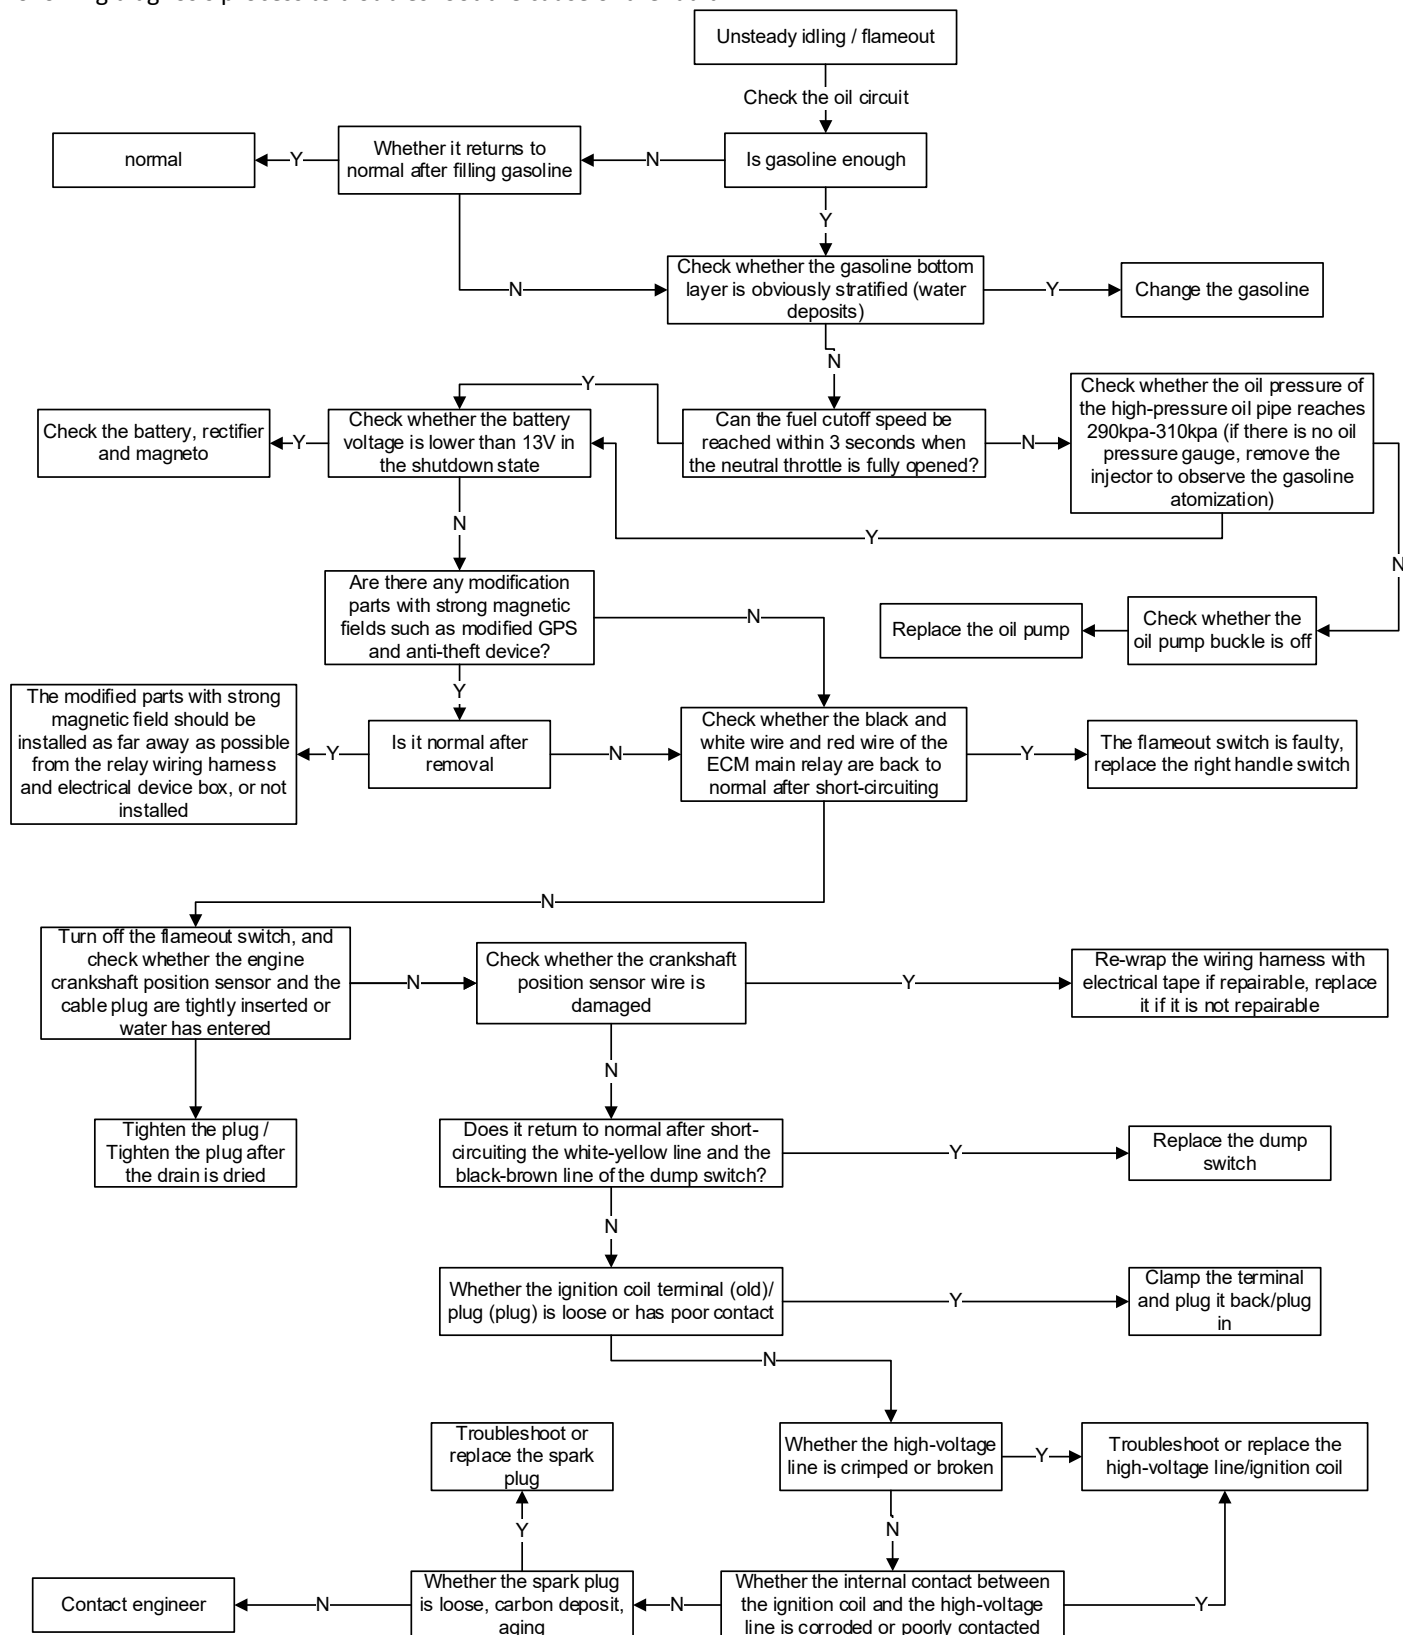 Unsteady idling / flameout
Check the oil circuit
normal
Y
Whether it returns to
normal after filling gasoline
N
Is gasoline enough
Y
N
Check whether the gasoline bottom
layer is obviously stratified (water
deposits)
Y
Change the gasoline
N
Y
Check the battery, rectifier
and magneto
Y
Check whether the battery
voltage is lower than 13V in
the shutdown state
Can the fuel cutoff speed be
reached within 3 seconds when
the neutral throttle is fully opened?
N
Check whether the oil pressure of
the high-pressure oil pipe reaches
290kpa-310kpa (if there is no oil
pressure gauge, remove the
injector to observe the gasoline
atomization)
N
Y
N
Are there any modification
parts with strong magnetic
fields such as modified GPS
and anti-theft device?
N
Replace the oil pump
Check whether the
oil pump buckle is off
Y
The modified parts with strong
magnetic field should be
installed as far away as possible
from the relay wiring harness
and electrical device box, or not
installed
Y
Is it normal after
removal
N
Check whether the black and
white wire and red wire of the
ECM main relay are back to
normal after short-circuiting
Y
The flameout switch is faulty,
replace the right handle switch
N
Turn off the flameout switch, and
check whether the engine
crankshaft position sensor and the
cable plug are tightly inserted or
water has entered
N
Check whether the crankshaft
position sensor wire is
damaged
Y
Re-wrap the wiring harness with
electrical tape if repairable, replace
it if it is not repairable
N
Tighten the plug /
Tighten the plug after
the drain is dried
Does it return to normal after short-
circuiting the white-yellow line and the
black-brown line of the dump switch?
Y
Replace the dump
switch
N
Whether the ignition coil terminal (old)/
plug (plug) is loose or has poor contact
Y
Clamp the terminal
and plug it back/plug
in
N
Troubleshoot or
replace the spark
plug
Whether the high-voltage
line is crimped or broken
Y
Troubleshoot or replace the
high-voltage line/ignition coil
Y
N
Contact engineer
N
Whether the spark plug
is loose, carbon deposit,
aging
N
Whether the internal contact between
the ignition coil and the high-voltage
line is corroded or poorly contacted
Y